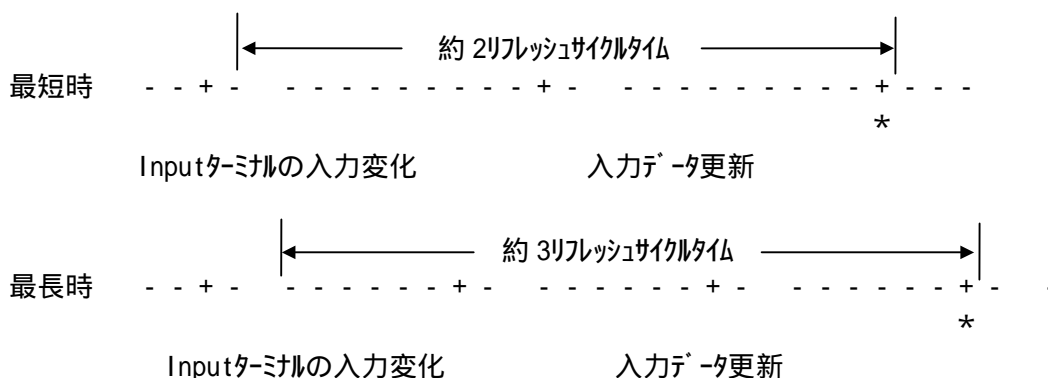 約 2ﾘﾌﾚｯｼｭｻｲｸﾙﾀｲﾑ
最短時 - - + - - - - - - - - - - - + - - - - - - - - - - + - - -
*
Inputﾀｰﾐﾅﾙの入力変化 入力ﾃﾞｰﾀ更新
約 3ﾘﾌﾚｯｼｭｻｲｸﾙﾀｲﾑ
最長時 - - + - - - - - - - - + - - - - - - - - + - - - - - - - - + - -
*
Inputﾀｰﾐﾅﾙの入力変化 入力ﾃﾞｰﾀ更新